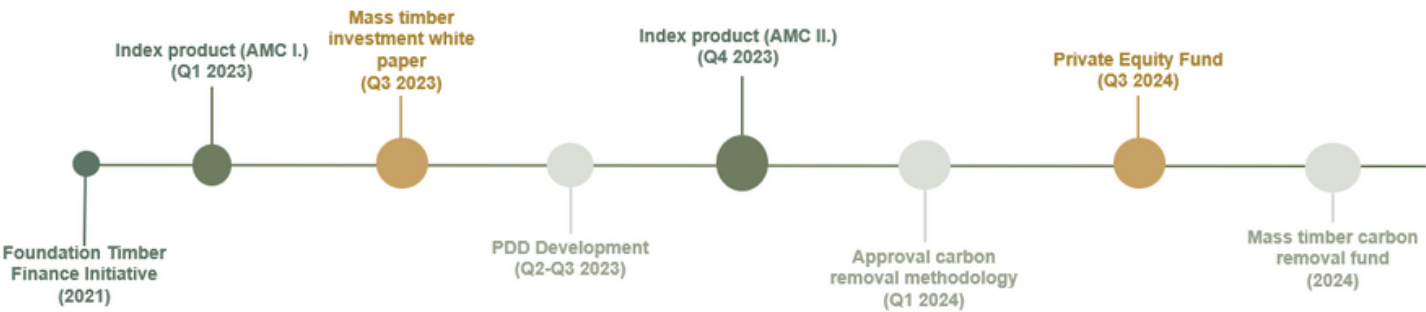 Foundation Timber
Finance Initiative
(2021)
Index product (AMC I.)
(Q1 2023)
Mass timber
investment white
paper
(Q3 2023)
PDD Development
(Q2-Q3 2023)
Index product (AMC II.)
(Q4 2023)
Approval carbon
removal methodology
(Q1 2024)
Private Equity Fund
(Q3 2024)
Mass timber carbon
removal fund
(2024)